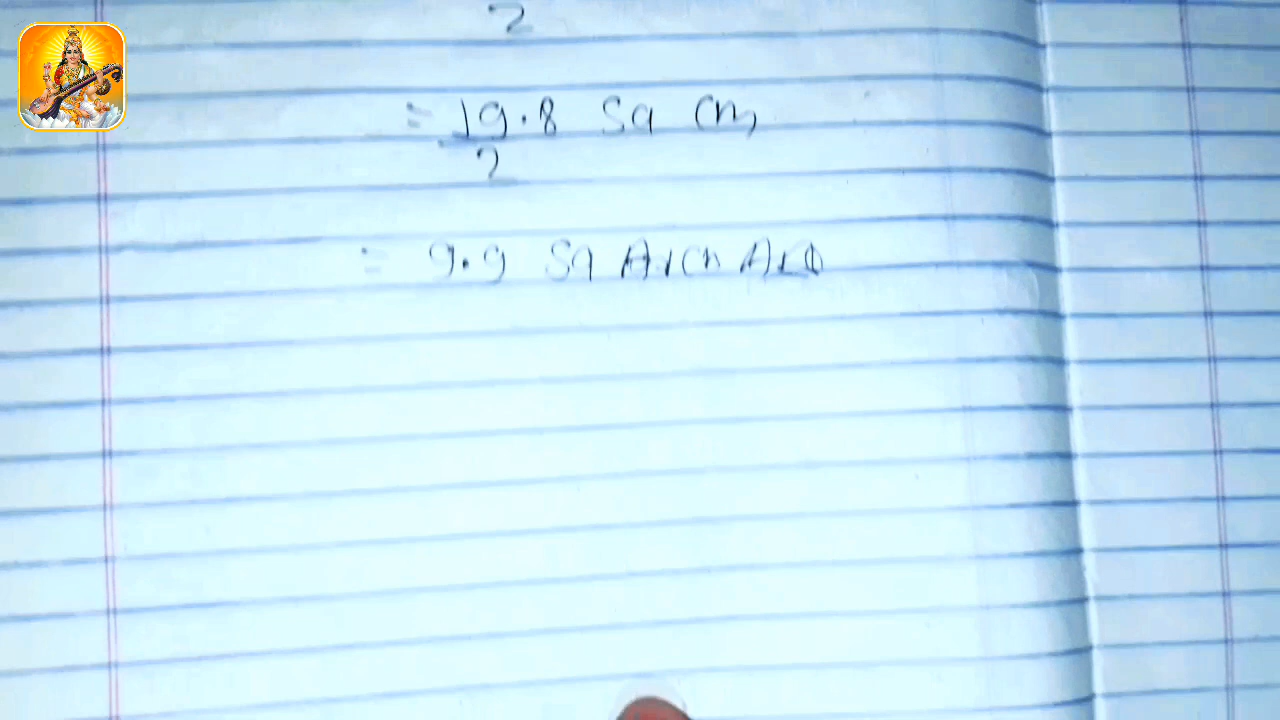 2
= 19.8 Sq cm
2
= 9.9 Sq